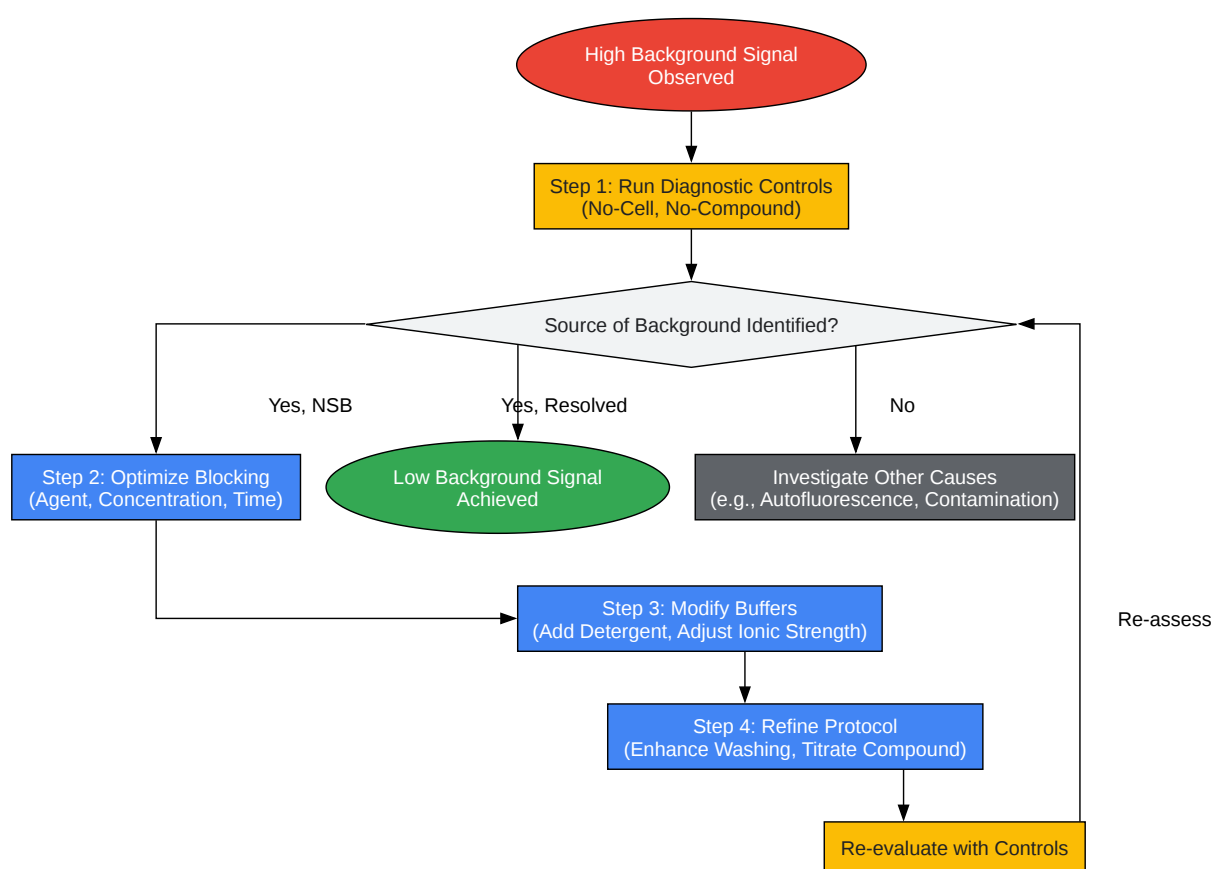 High Background Signal
Observed
Step 1: Run Diagnostic Controls
(No-Cell, No-Compound)
Source of Background Identified?
Yes, NSB
Yes, Resolved
No
Step 2: Optimize Blocking
(Agent, Concentration, Time)
Low Background Signal
Achieved
Investigate Other Causes
(e.g., Autofluorescence, Contamination)
Step 3: Modify Buffers
(Add Detergent, Adjust Ionic Strength)
Re-assess
Step 4: Refine Protocol
(Enhance Washing, Titrate Compound)
Re-evaluate with Controls